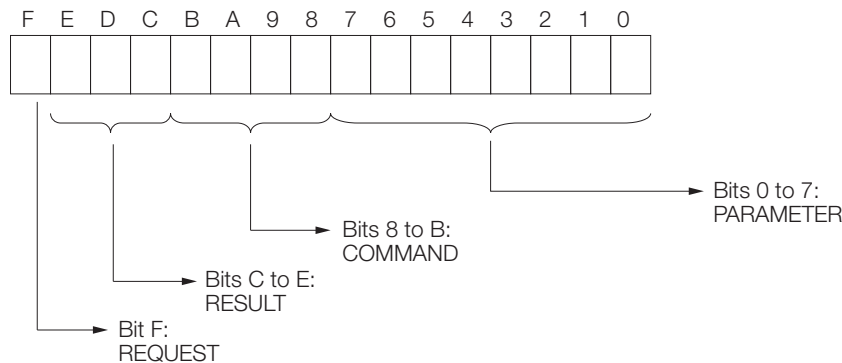 F E D C B A 9 8 7 6 5 4 3 2 1 0
Bits 0 to 7:
PARAMETER
Bits 8 to B:
COMMAND
Bits C to E:
RESULT
Bit F:
REQUEST